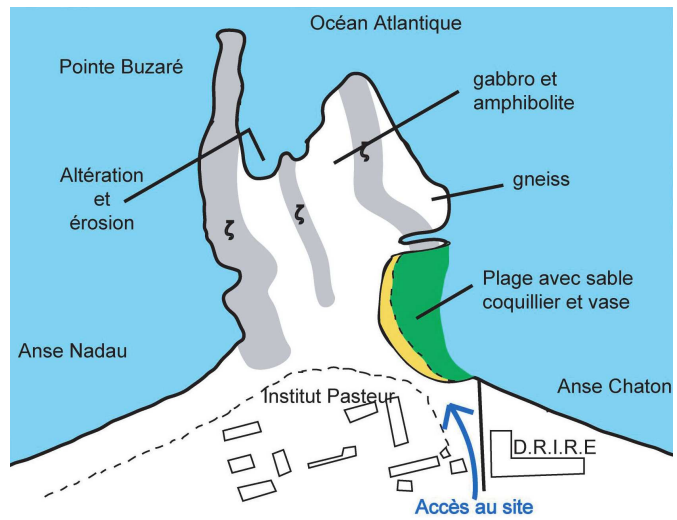 Océan Atlantique
Pointe Buzaré
gabbro et
amphibolite
ζ
Altération
et
érosion
gneiss
ζ
ζ
Plage avec sable
coquillier et vase
Anse Nadau
Institut Pasteur
Anse Chaton
D.R.I.R.E
Accès au site